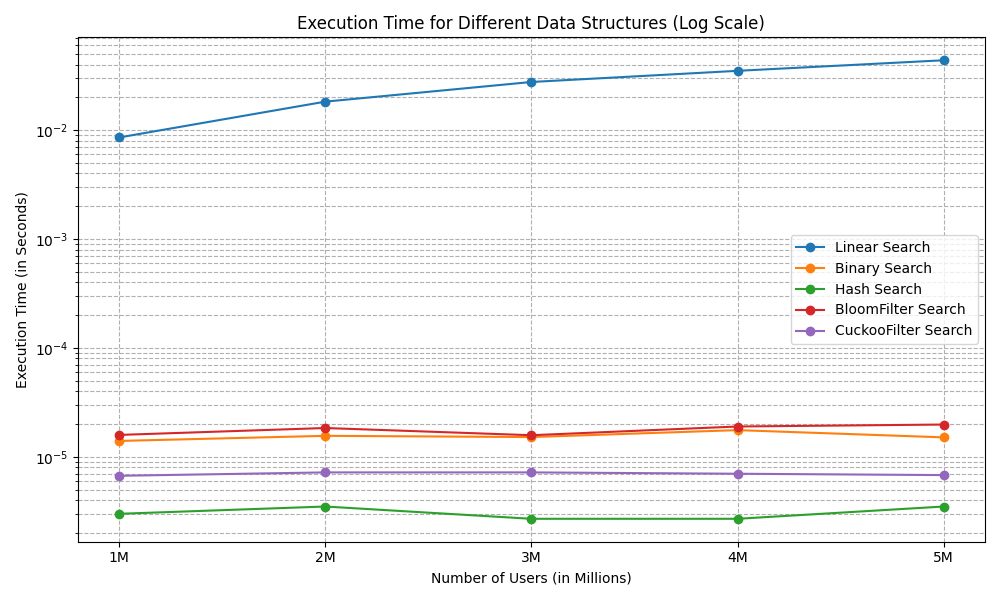 Execution Time for Different Data Structures (Log Scale)
Execution Time (in Seconds)
10⁻²
10⁻³
10⁻⁴
10⁻⁵
Linear Search
Binary Search
Hash Search
BloomFilter Search
CuckooFilter Search
1M 2M 3M 4M 5M
Number of Users (in Millions)